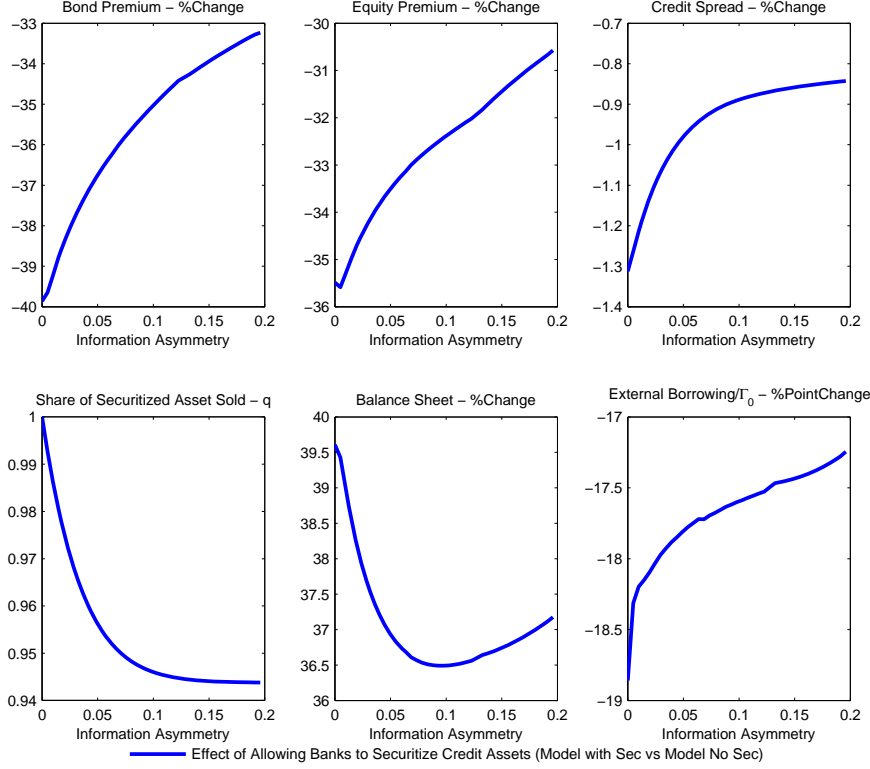 Bond Premium – %Change
−33
−34
−35
−36
−37
−38
−39
−40
0 0.05 0.1 0.15 0.2
Information Asymmetry
Equity Premium – %Change
−30
−31
−32
−33
−34
−35
−36
0 0.05 0.1 0.15 0.2
Information Asymmetry
Credit Spread – %Change
−0.7
−0.8
−0.9
−1
−1.1
−1.2
−1.3
−1.4
0 0.05 0.1 0.15 0.2
Information Asymmetry
Share of Securitized Asset Sold – q
1
0.99
0.98
0.97
0.96
0.95
0.94
0 0.05 0.1 0.15 0.2
Information Asymmetry
Balance Sheet – %Change
40
39.5
39
38.5
38
37.5
37
36.5
36
0 0.05 0.1 0.15 0.2
Information Asymmetry
External Borrowing/Γ₀ – %PointChange
−17
−17.5
−18
−18.5
−19
0 0.05 0.1 0.15 0.2
Information Asymmetry
Effect of Allowing Banks to Securitize Credit Assets (Model with Sec vs Model No Sec)